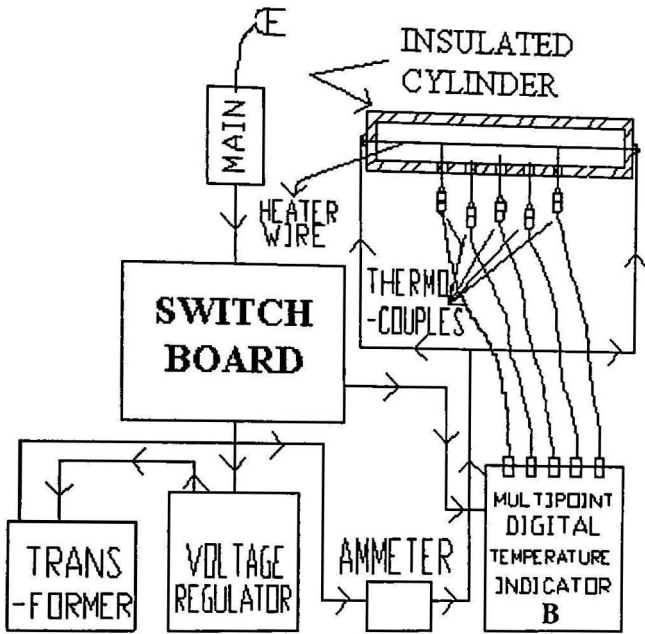 INSULATED
CYLINDER
MAIN
HEATER
WIRE
THERMO
-COUPLES
SWITCH
BOARD
TRANS
-FORMER
VOLTAGE
REGULATOR
AMMETER
MULTIPOINT
DIGITAL
TEMPERATURE
INDICATOR
B